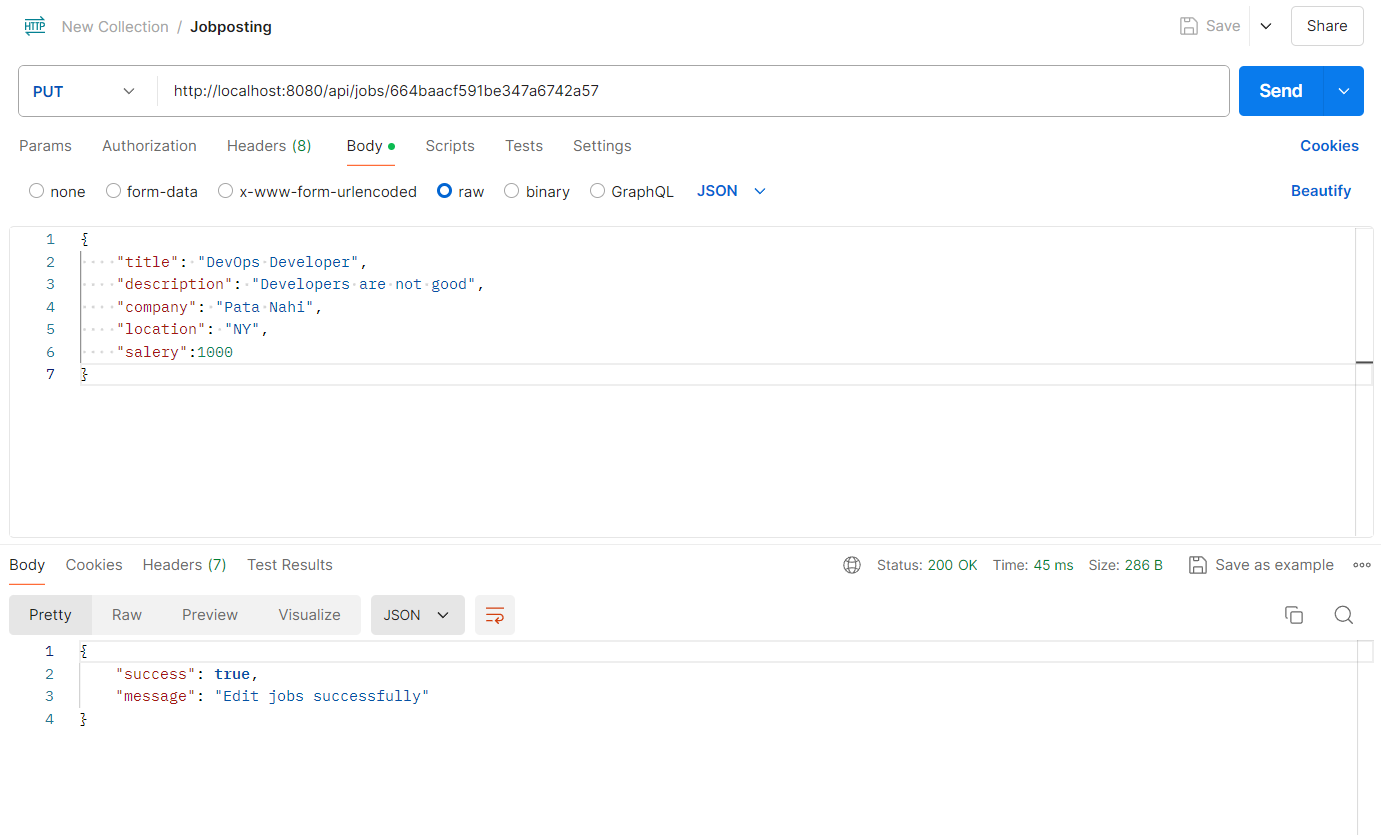 HTTP New Collection / Jobposting Save Share
PUT http://localhost:8080/api/jobs/664baacf591be347a6742a57 Send
Params Authorization Headers (8) Body Scripts Tests Settings Cookies
none form-data x-www-form-urlencoded raw binary GraphQL JSON Beautify
1 {
2 "title": "DevOps Developer",
3 "description": "Developers are not good",
4 "company": "Pata Nahi",
5 "location": "NY",
6 "salery":1000
7 }
Body Cookies Headers (7) Test Results Status: 200 OK Time: 45 ms Size: 286 B Save as example
Pretty Raw Preview Visualize JSON
1 {
2 "success": true,
3 "message": "Edit jobs successfully"
4 }